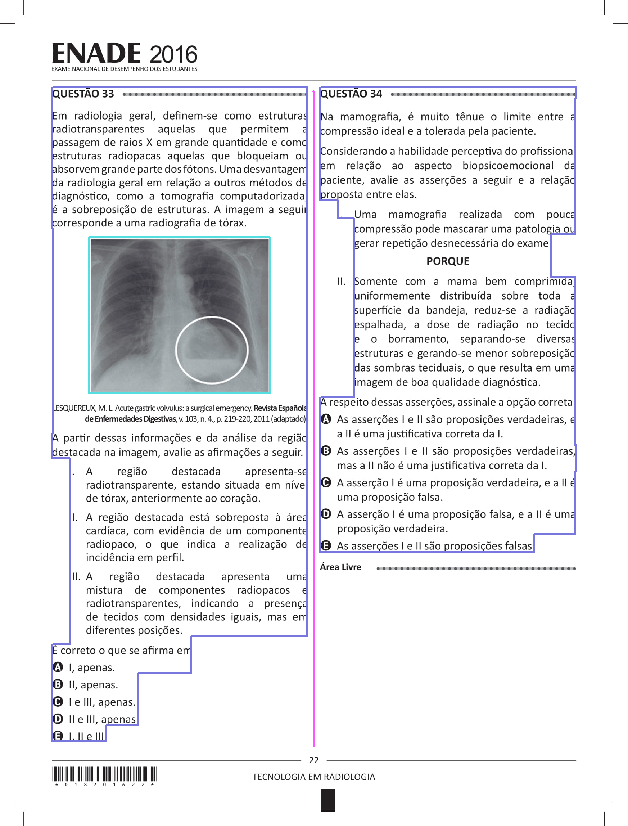 ENADE 2016
EXAME NACIONAL DE DESEMPENHO DOS ESTUDANTES
QUESTÃO 33
Em radiologia geral, definem-se como estruturas
radiotransparentes aquelas que permitem a
passagem de raios X em grande quantidade e como
estruturas radiopacas aquelas que bloqueiam ou
absorvem grande parte dos fótons. Uma desvantagem
da radiologia geral em relação a outros métodos de
diagnóstico, como a tomografia computadorizada,
é a sobreposição de estruturas. A imagem a seguir
corresponde a uma radiografia de tórax.
LESQUEREUX, M. L. Acute gastric volvulus: a surgical emergency. Revista Española
de Enfermedades Digestivas, v. 103, n. 4., p. 219-220, 2011 (adaptado).
A partir dessas informações e da análise da região
destacada na imagem, avalie as afirmações a seguir.
I. A região destacada apresenta-se
radiotransparente, estando situada em nível
de tórax, anteriormente ao coração.
II. A região destacada está sobreposta à área
cardíaca, com evidência de um componente
radiopaco, o que indica a realização de
incidência em perfil.
III. A região destacada apresenta uma
mistura de componentes radiopacos e
radiotransparentes, indicando a presença
de tecidos com densidades iguais, mas em
diferentes posições.
É correto o que se afirma em
A I, apenas.
B II, apenas.
C I e III, apenas.
D II e III, apenas.
E I, II e III.
QUESTÃO 34
Na mamografia, é muito tênue o limite entre a
compressão ideal e a tolerada pela paciente.
Considerando a habilidade perceptiva do profissional
em relação ao aspecto biopsicoemocional da
paciente, avalie as asserções a seguir e a relação
proposta entre elas.
Uma mamografia realizada com pouca
compressão pode mascarar uma patologia ou
gerar repetição desnecessária do exame.
PORQUE
II. Somente com a mama bem comprimida,
uniformemente distribuída sobre toda a
superfície da bandeja, reduz-se a radiação
espalhada, a dose de radiação no tecido
e o borramento, separando-se diversas
estruturas e gerando-se menor sobreposição
das sombras teciduais, o que resulta em uma
imagem de boa qualidade diagnóstica.
A respeito dessas asserções, assinale a opção correta.
A As asserções I e II são proposições verdadeiras, e
a II é uma justificativa correta da I.
B As asserções I e II são proposições verdadeiras,
mas a II não é uma justificativa correta da I.
C A asserção I é uma proposição verdadeira, e a II é
uma proposição falsa.
D A asserção I é uma proposição falsa, e a II é uma
proposição verdadeira.
E As asserções I e II são proposições falsas.
Área Livre
22
TECNOLOGIA EM RADIOLOGIA